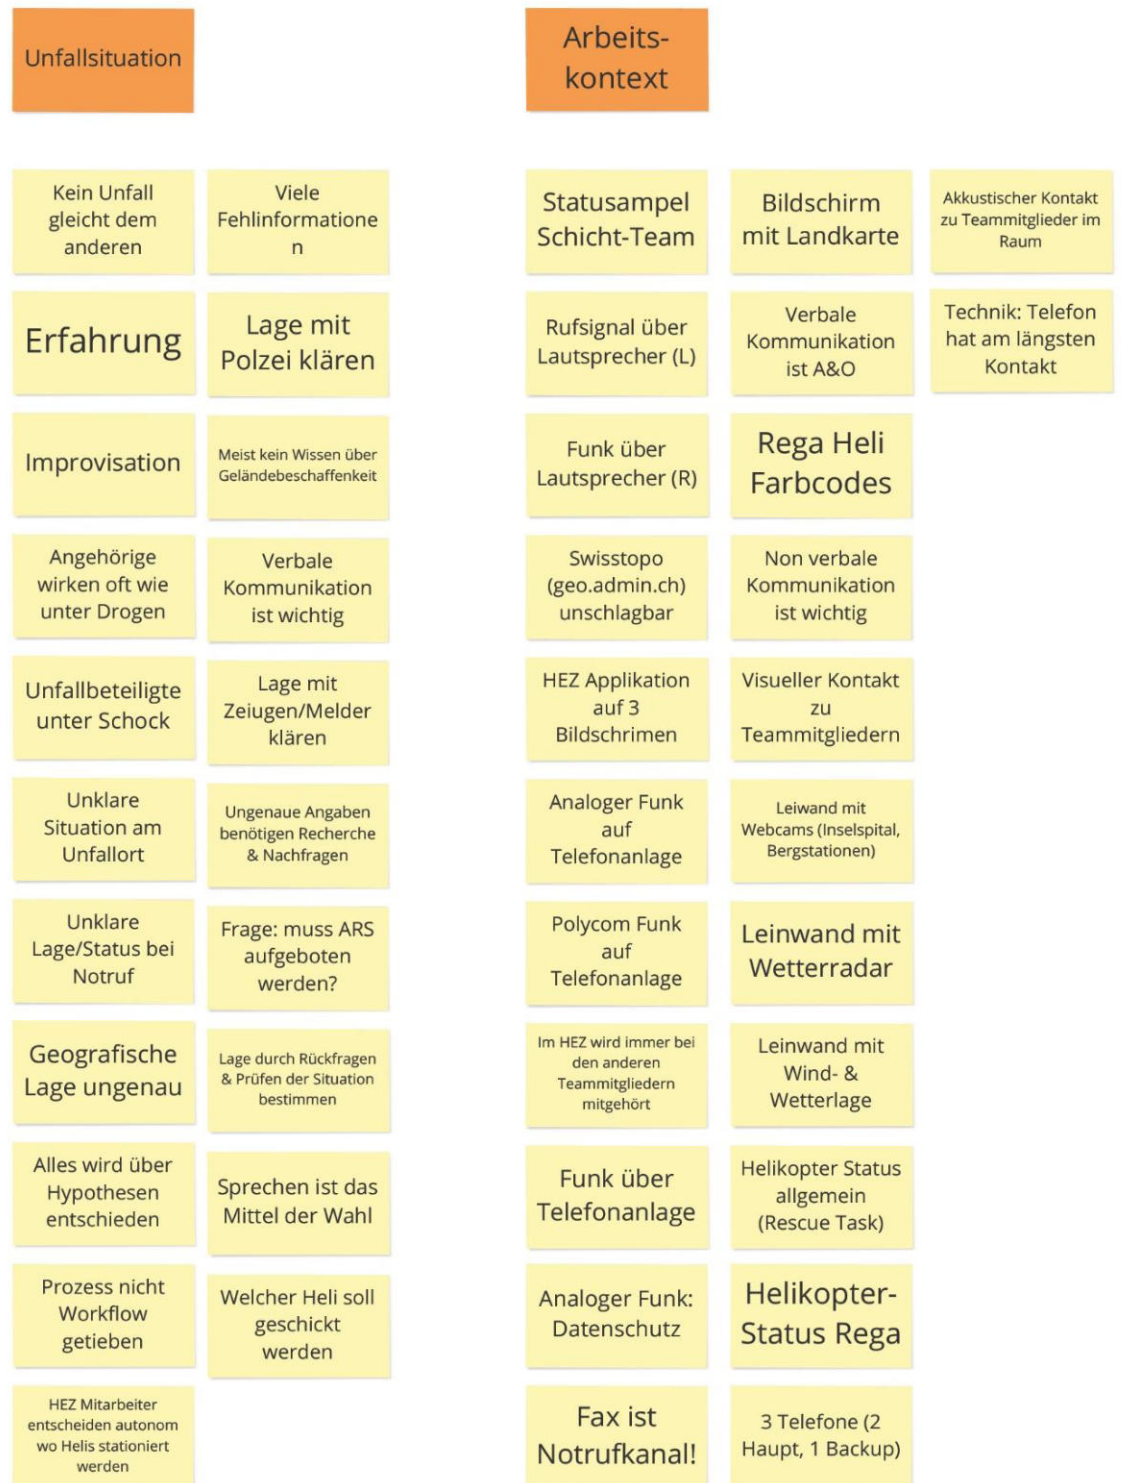 Unfallsituation
Kein Unfall
gleicht dem
anderen
Viele
Fehlinformatione
n
Erfahrung
Lage mit
Polzei klären
Improvisation
Meist kein Wissen über
Geländebeschaffenkeit
Angehörige
wirken oft wie
unter Drogen
Verbale
Kommunikation
ist wichtig
Unfallbeteiligte
unter Schock
Lage mit
Zeiugen/Melder
klären
Unklare
Situation am
Unfallort
Ungenaue Angaben
benötigen Recherche
& Nachfragen
Unklare
Lage/Status bei
Notruf
Frage: muss ARS
aufgeboten
werden?
Geografische
Lage ungenau
Lage durch Rückfragen
& Prüfen der Situation
bestimmen
Alles wird über
Hypothesen
entschieden
Sprechen ist das
Mittel der Wahl
Prozess nicht
Workflow
getieben
Welcher Heli soll
geschickt
werden
HEZ Mitarbeiter
entscheiden autonom
wo Helis stationiert
werden
Arbeits-
kontext
Statusampel
Schicht-Team
Bildschirm
mit Landkarte
Akkustischer Kontakt
zu Teammitglieder im
Raum
Rufsignal über
Lautsprecher (L)
Verbale
Kommunikation
ist A&O
Technik: Telefon
hat am längsten
Kontakt
Funk über
Lautsprecher (R)
Rega Heli
Farbcodes
Swisstopo
(geo.admin.ch)
unschlagbar
Non verbale
Kommunikation
ist wichtig
HEZ Applikation
auf 3
Bildschrimen
Visueller Kontakt
zu
Teammitgliedern
Analoger Funk
auf
Telefonanlage
Leiwand mit
Webcams (Inselspital,
Bergstationen)
Polycom Funk
auf
Telefonanlage
Leinwand mit
Wetterradar
Im HEZ wird immer bei
den anderen
Teammitgliedern
mitgehört
Leinwand mit
Wind- &
Wetterlage
Funk über
Telefonanlage
Helikopter Status
allgemein
(Rescue Task)
Analoger Funk:
Datenschutz
Helikopter-
Status Rega
Fax ist
Notrufkanal!
3 Telefone (2
Haupt, 1 Backup)